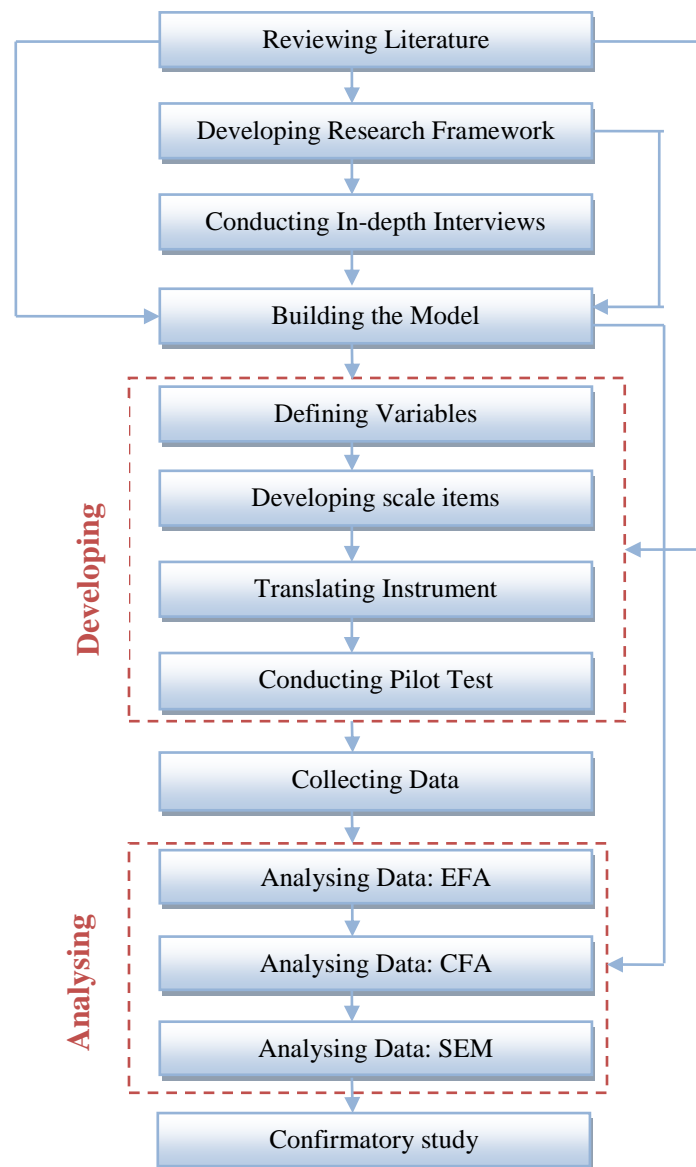 Reviewing Literature
Developing Research Framework
Conducting In-depth Interviews
Building the Model
Developing
Defining Variables
Developing scale items
Translating Instrument
Conducting Pilot Test
Collecting Data
Analysing
Analysing Data: EFA
Analysing Data: CFA
Analysing Data: SEM
Confirmatory study